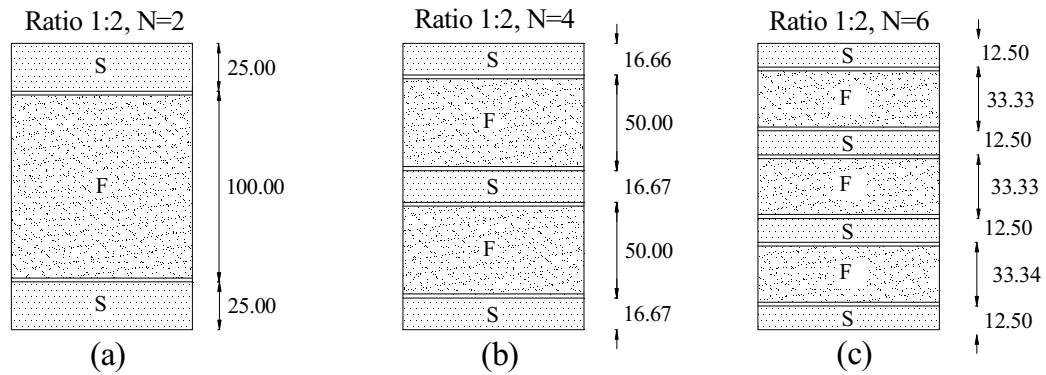 Ratio 1:2, N=2
S
25.00
F
100.00
S
25.00
(a)
Ratio 1:2, N=4
S
16.66
F
50.00
S
16.67
F
50.00
S
16.67
(b)
Ratio 1:2, N=6
S
12.50
F
33.33
S
12.50
F
33.33
S
12.50
F
33.34
S
12.50
(c)